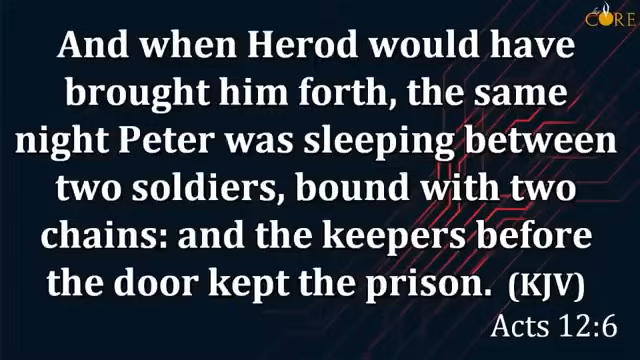 CORE
And when Herod would have
brought him forth, the same
night Peter was sleeping between
two soldiers, bound with two
chains: and the keepers before
the door kept the prison. (KJV)
Acts 12:6